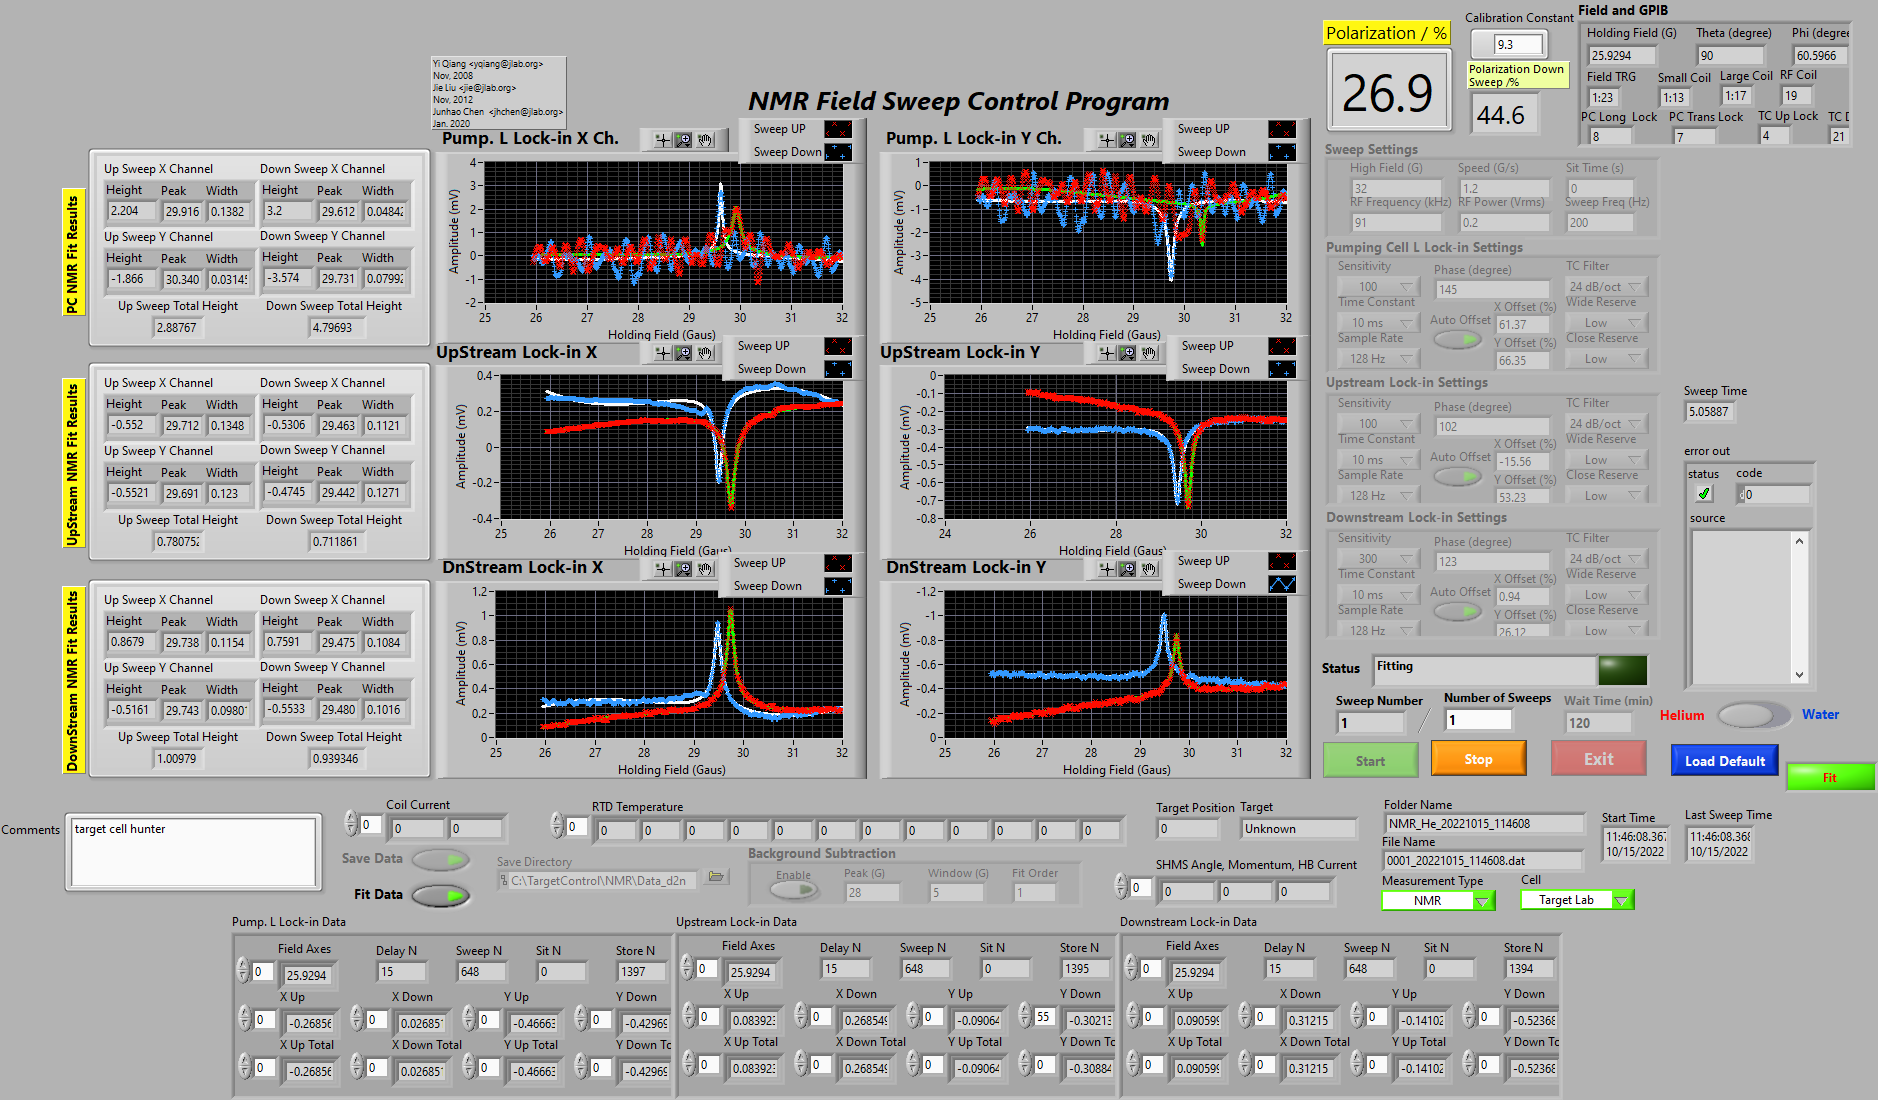 Yi Qiang <yqiang@jlab.org>
Nov, 2008
Jie Liu <jie@jlab.org>
Nov, 2012
Junhao Chen <jhchen@jlab.org>
Jan. 2020
NMR Field Sweep Control Program
Polarization / %
26.9
Calibration Constant
9.3
Polarization Down
Sweep /%
44.6
Field and GPIB
Holding Field (G) Theta (degree) Phi (degree
25.9294 90 60.5966
Field TRG Small Coil Large Coil RF Coil
1:23 1:13 1:17 19
PC Long Lock PC Trans Lock TC Up Lock TC D
8 7 4 21
PC NMR Fit Results
Up Sweep X Channel Down Sweep X Channel
Height Peak Width Height Peak Width
2.204 29.916 0.1382 3.2 29.612 0.04842
Up Sweep Y Channel Down Sweep Y Channel
Height Peak Width Height Peak Width
-1.866 30.340 0.03145 -3.574 29.731 0.07992
Up Sweep Total Height Down Sweep Total Height
2.88767 4.79693
UpStream NMR Fit Results
Up Sweep X Channel Down Sweep X Channel
Height Peak Width Height Peak Width
-0.552 29.712 0.1348 -0.5306 29.463 0.1121
Up Sweep Y Channel Down Sweep Y Channel
Height Peak Width Height Peak Width
-0.5521 29.691 0.123 -0.4745 29.442 0.1271
Up Sweep Total Height Down Sweep Total Height
0.780752 0.711861
DownStream NMR Fit Results
Up Sweep X Channel Down Sweep X Channel
Height Peak Width Height Peak Width
0.8679 29.738 0.1154 0.7591 29.475 0.1084
Up Sweep Y Channel Down Sweep Y Channel
Height Peak Width Height Peak Width
-0.5161 29.743 0.0980 -0.5533 29.480 0.1016
Up Sweep Total Height Down Sweep Total Height
1.00979 0.939346
Pump. L Lock-in X Ch.
Sweep UP
Sweep Down
Amplitude (mV)
4
3
2
1
0
-1
-2
25 26 27 28 29 30 31 32
Holding Field (Gaus)
Pump. L Lock-in Y Ch.
Sweep UP
Sweep Down
Amplitude (mV)
1
0
-1
-2
-3
-4
-5
25 26 27 28 29 30 31 32
Holding Field (Gaus)
UpStream Lock-in X
Sweep UP
Sweep Down
Amplitude (mV)
0.4
0.2
0
-0.2
-0.4
25 26 27 28 29 30 31 32
Holding Field (Gaus)
UpStream Lock-in Y
Sweep UP
Sweep Down
Amplitude (mV)
0
-0.1
-0.2
-0.3
-0.4
-0.5
-0.6
-0.7
-0.8
24 26 28 30 32
Holding Field (Gaus)
DnStream Lock-in X
Sweep UP
Sweep Down
Amplitude (mV)
1.2
1
0.8
0.6
0.4
0.2
0
25 26 27 28 29 30 31 32
Holding Field (Gaus)
DnStream Lock-in Y
Sweep UP
Sweep Down
Amplitude (mV)
-1.2
-1
-0.8
-0.6
-0.4
-0.2
0
25 26 27 28 29 30 31 32
Holding Field (Gaus)
Sweep Settings
High Field (G) Speed (G/s) Sit Time (s)
32 1.2 0
RF Frequency (kHz) RF Power (Vrms) Sweep Freq (Hz)
91 0.2 200
Pumping Cell L Lock-in Settings
Sensitivity Phase (degree) TC Filter
100 145 24 dB/oct
Time Constant X Offset (%) Wide Reserve
10 ms Auto Offset 61.37 Low
Sample Rate Y Offset (%) Close Reserve
128 Hz 66.35 Low
Upstream Lock-in Settings
Sensitivity Phase (degree) TC Filter
100 102 24 dB/oct
Time Constant X Offset (%) Wide Reserve
10 ms Auto Offset -15.56 Low
Sample Rate Y Offset (%) Close Reserve
128 Hz 53.23 Low
Downstream Lock-in Settings
Sensitivity Phase (degree) TC Filter
300 123 24 dB/oct
Time Constant X Offset (%) Wide Reserve
10 ms Auto Offset 0.94 Low
Sample Rate Y Offset (%) Close Reserve
128 Hz 26.12 Low
Sweep Time
5.05887
error out
status code
0
source
Status Fitting
Sweep Number Number of Sweeps Wait Time (min)
1 / 1 120
Helium Water
Start Stop Exit Load Default Fit
Comments target cell hunter
Coil Current
0 0 0
Save Data
Fit Data
RTD Temperature
0 0 0 0 0 0 0 0 0 0 0 0 0
Save Directory
C:\TargetControl\NMR\Data_d2n
Background Subtraction
Enable Peak (G) Window (G) Fit Order
28 5 1
Target Position Target
0 Unknown
SHMS Angle, Momentum, HB Current
0 0 0 0
Folder Name
NMR_He_20221015_114608
File Name
0001_20221015_114608.dat
Measurement Type Cell
NMR Target Lab
Start Time
11:46:08.367
10/15/2022
Last Sweep Time
11:46:08.368
10/15/2022
Pump. L Lock-in Data
Field Axes Delay N Sweep N Sit N Store N
0 25.9294 15 648 0 1397
X Up X Down Y Up Y Down
0 -0.26856 0 0.02685 0 -0.46663 0 -0.42969
X Up Total X Down Total Y Up Total Y Down To
0 -0.26856 0 0.02685 0 -0.46663 0 -0.42969
Upstream Lock-in Data
Field Axes Delay N Sweep N Sit N Store N
0 25.9294 15 648 0 1395
X Up X Down Y Up Y Down
0 0.083923 0 0.268549 0 -0.09064 55 -0.30213
X Up Total X Down Total Y Up Total Y Down To
0 0.083923 0 0.268549 0 -0.09064 0 -0.30884
Downstream Lock-in Data
Field Axes Delay N Sweep N Sit N Store N
0 25.9294 15 648 0 1394
X Up X Down Y Up Y Down
0 0.090599 0 0.31215 0 -0.14102 0 -0.52368
X Up Total X Down Total Y Up Total Y Down To
0 0.090599 0 0.31215 0 -0.14102 0 -0.52368